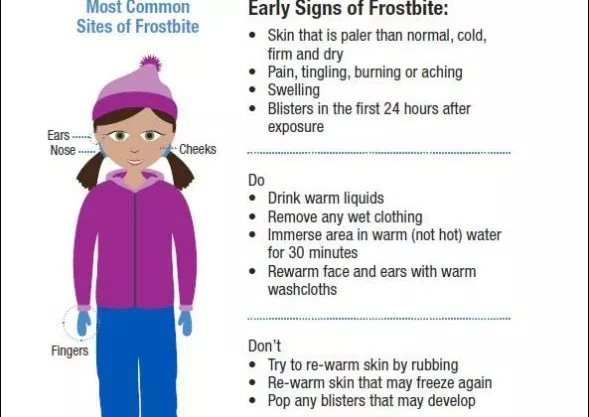 Most Common
Sites of Frostbite
Ears
Nose
Cheeks
Fingers
Early Signs of Frostbite:
• Skin that is paler than normal, cold,
firm and dry
• Pain, tingling, burning or aching
• Swelling
• Blisters in the first 24 hours after
exposure
Do
• Drink warm liquids
• Remove any wet clothing
• Immerse area in warm (not hot) water
for 30 minutes
• Rewarm face and ears with warm
washcloths
Don't
• Try to re-warm skin by rubbing
• Re-warm skin that may freeze again
• Pop any blisters that may develop